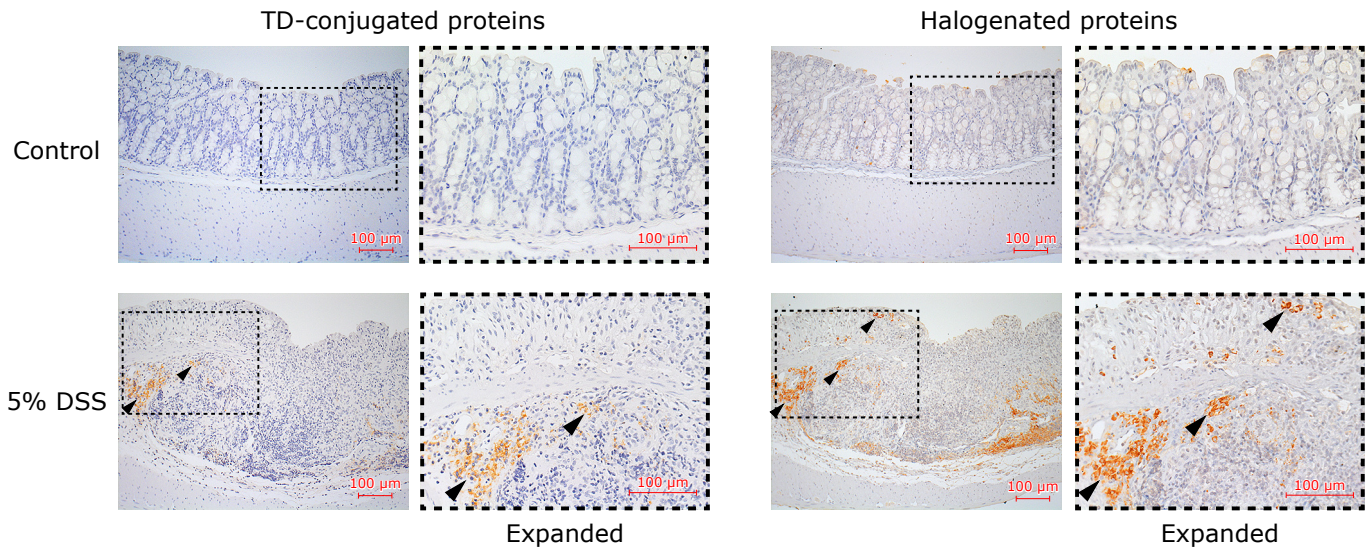 TD-conjugated proteins
Halogenated proteins
Control
100 µm
100 µm
100 µm
100 µm
5% DSS
100 µm
100 µm
100 µm
100 µm
Expanded
Expanded